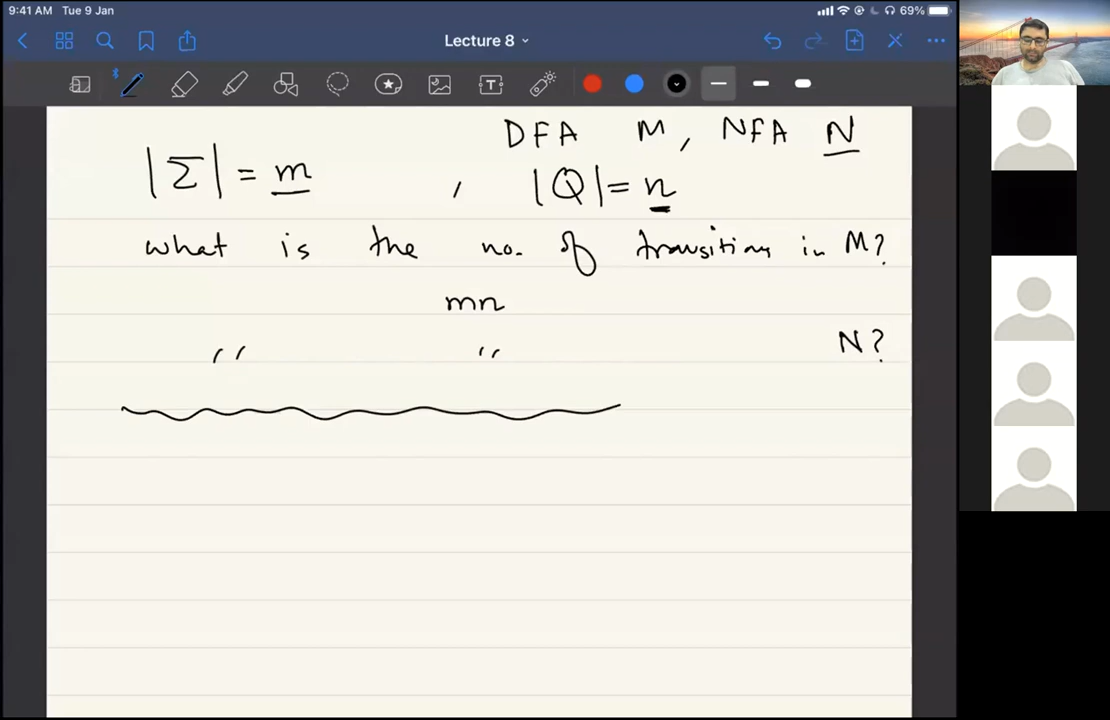 9:41 AM Tue 9 Jan
69%
Lecture 8
T
DFA M, NFA N
|Σ| = m , |Q| = n
what is the no. of transitions in M?
mn
" " N?